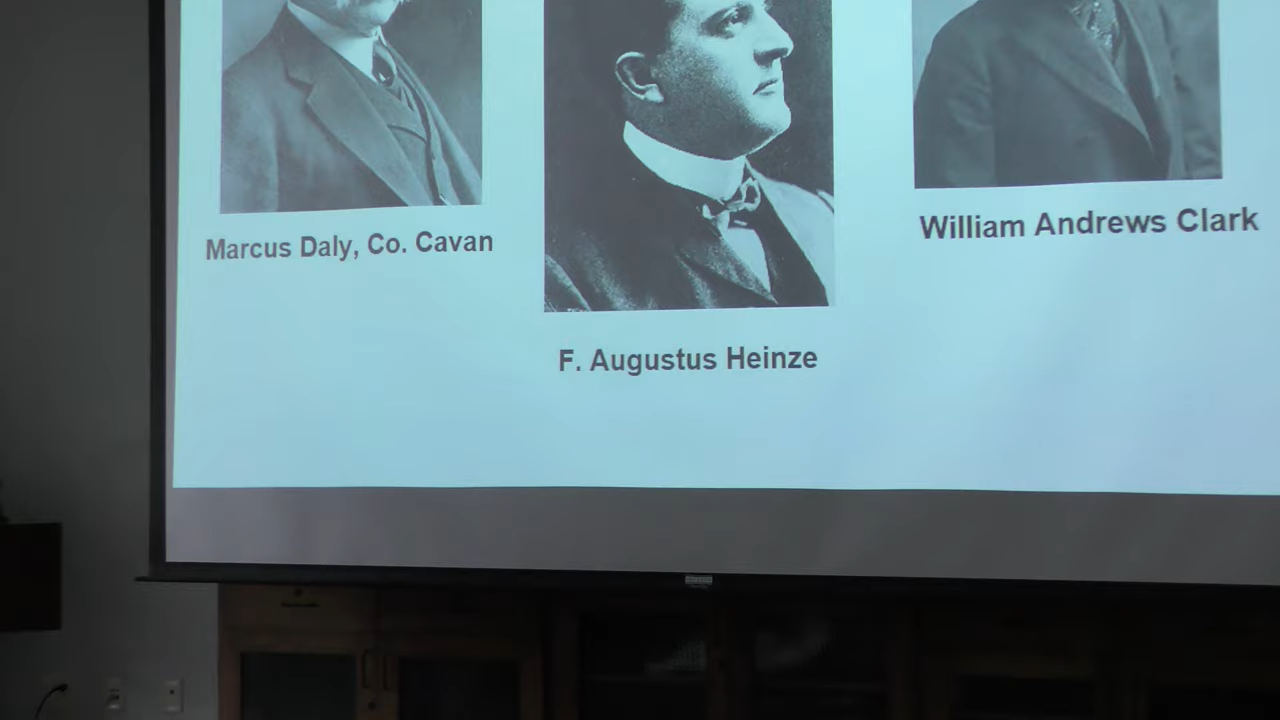 Marcus Daly, Co. Cavan
William Andrews Clark
F. Augustus Heinze